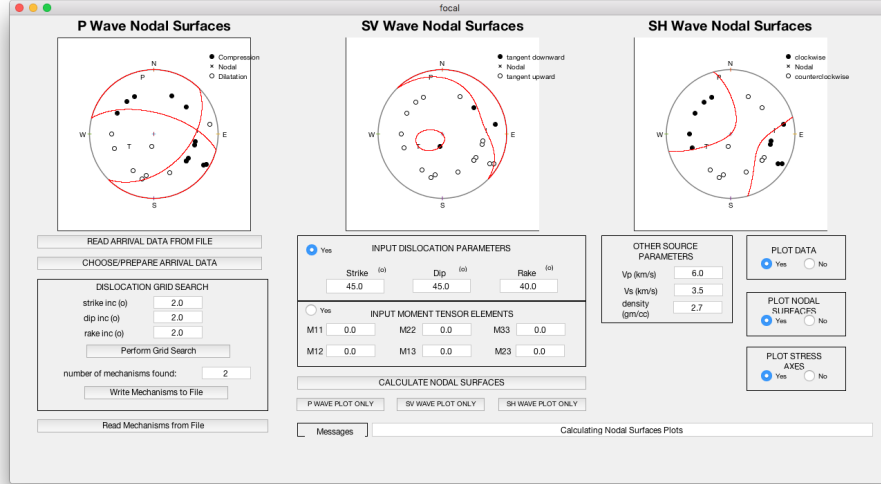 focal
P Wave Nodal Surfaces
SV Wave Nodal Surfaces
SH Wave Nodal Surfaces
N
Compression
P
Nodal
Dilatation
W
E
T
S
N
tangent downward
P
Nodal
tangent upward
W
E
T
S
N
clockwise
P
Nodal
counterclockwise
W
E
T
S
READ ARRIVAL DATA FROM FILE
CHOOSE/PREPARE ARRIVAL DATA
DISLOCATION GRID SEARCH
strike inc (o) 2.0
dip inc (o) 2.0
rake inc (o) 2.0
Perform Grid Search
number of mechanisms found: 2
Write Mechanisms to File
Read Mechanisms from File
Yes INPUT DISLOCATION PARAMETERS
Strike (o) Dip (o) Rake (o)
45.0 45.0 40.0
Yes INPUT MOMENT TENSOR ELEMENTS
M11 0.0 M22 0.0 M33 0.0
M12 0.0 M13 0.0 M23 0.0
CALCULATE NODAL SURFACES
P WAVE PLOT ONLY SV WAVE PLOT ONLY SH WAVE PLOT ONLY
Messages Calculating Nodal Surfaces Plots
OTHER SOURCE
PARAMETERS
Vp (km/s) 6.0
Vs (km/s) 3.5
density
(gm/cc) 2.7
PLOT DATA
Yes No
PLOT NODAL
SURFACES
Yes No
PLOT STRESS
AXES
Yes No